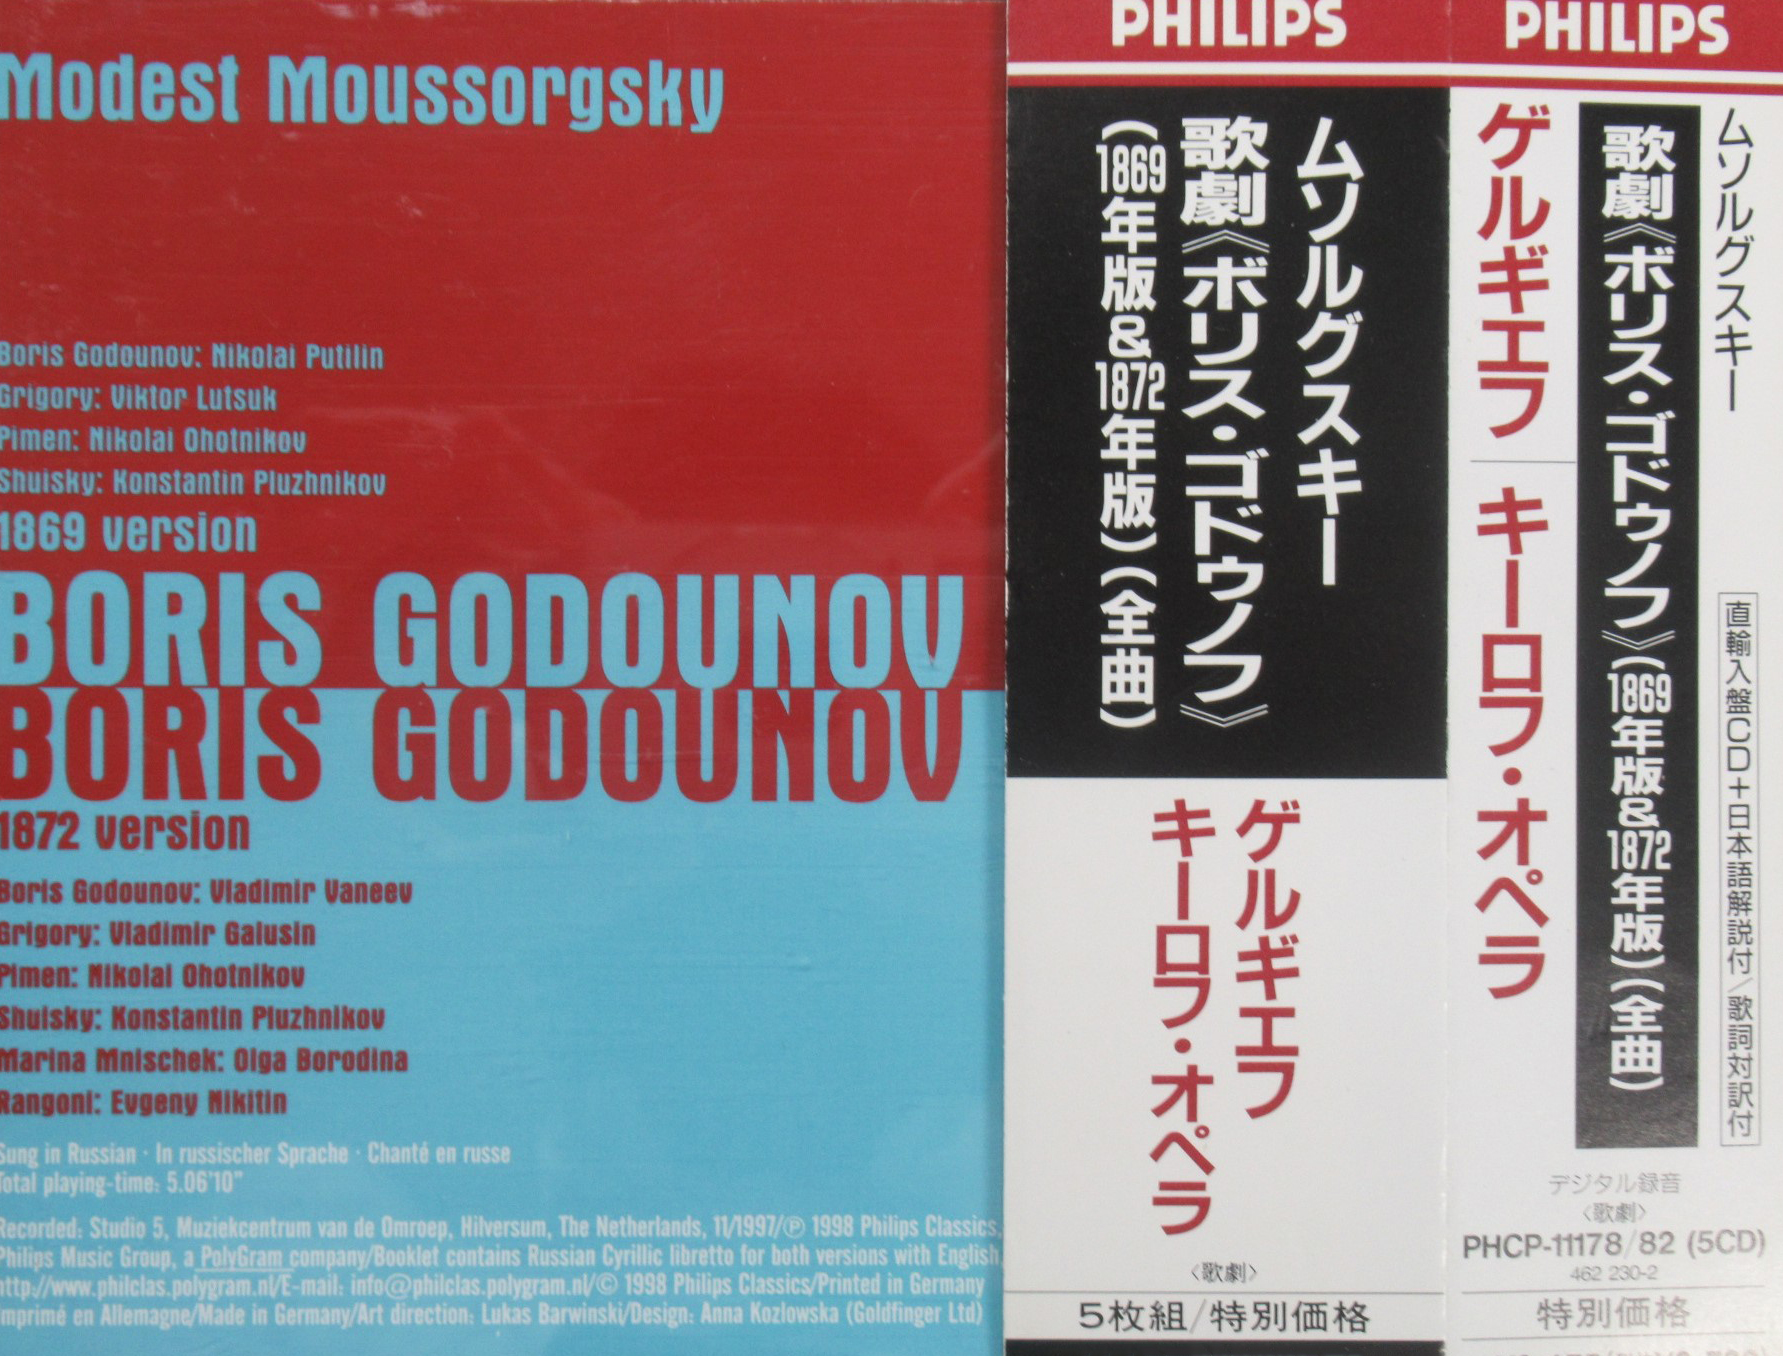 Modest Moussorgsky
Boris Godounov: Nikolai Putilin
Grigory: Viktor Lutsuk
Pimen: Nikolai Ohotnikov
Shuisky: Konstantin Pluzhnikov
1869 version
BORIS GODOUNOV
BORIS GODOUNOV
1872 version
Boris Godounov: Vladimir Vaneev
Grigory: Vladimir Galusin
Pimen: Nikolai Ohotnikov
Shuisky: Konstantin Pluzhnikov
Marina Mnischek: Olga Borodina
Rangoni: Evgeny Nikitin
Sung in Russian · In russischer Sprache · Chanté en russe
Total playing-time: 5.06'10"
Recorded: Studio 5, Muziekcentrum van de Omroep, Hilversum, The Netherlands, 11/1997/℗ 1998 Philips Classics,
Philips Music Group, a PolyGram company/Booklet contains Russian Cyrillic libretto for both versions with English,
http://www.philclas.polygram.nl/E-mail: info@philclas.polygram.nl/© 1998 Philips Classics/Printed in Germany
Imprimé en Allemagne/Made in Germany/Art direction: Lukas Barwinski/Design: Anna Kozlowska (Goldfinger Ltd)
PHILIPS
ムソルグスキー
歌劇《ボリス・ゴドゥノフ》
(1869年版&1872年版)(全曲)
ゲルギエフ
キーロフ・オペラ
〈歌劇〉
5枚組/特別価格
PHILIPS
ムソルグスキー
直輸入盤CD+日本語解説付/歌詞対訳付
歌劇《ボリス・ゴドゥノフ》(1869年版&1872年版)(全曲)
ゲルギエフ
キーロフ・オペラ
デジタル録音
〈歌劇〉
PHCP-11178/82 (5CD)
462 230-2
特別価格